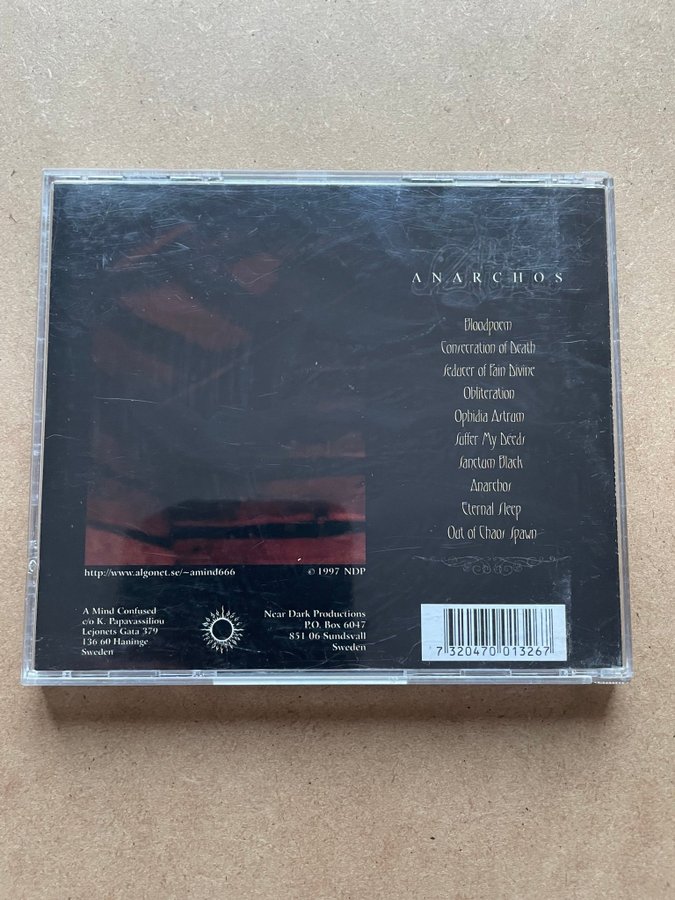 ANARCHOS
Bloodpoem
Consecration of Death
Seducer of Pain Divine
Obliteration
Ophidia Astrum
Suffer My Deeds
Sanctum Black
Anarchos
Eternal Sleep
Out of Chaos Spawn
http://www.algonet.se/~amind666
© 1997 NDP
A Mind Confused
c/o K. Papavassiliou
Lejonets Gata 379
136 60 Haninge
Sweden
Near Dark Productions
P.O. Box 6047
851 06 Sundsvall
Sweden
7 320470 013267